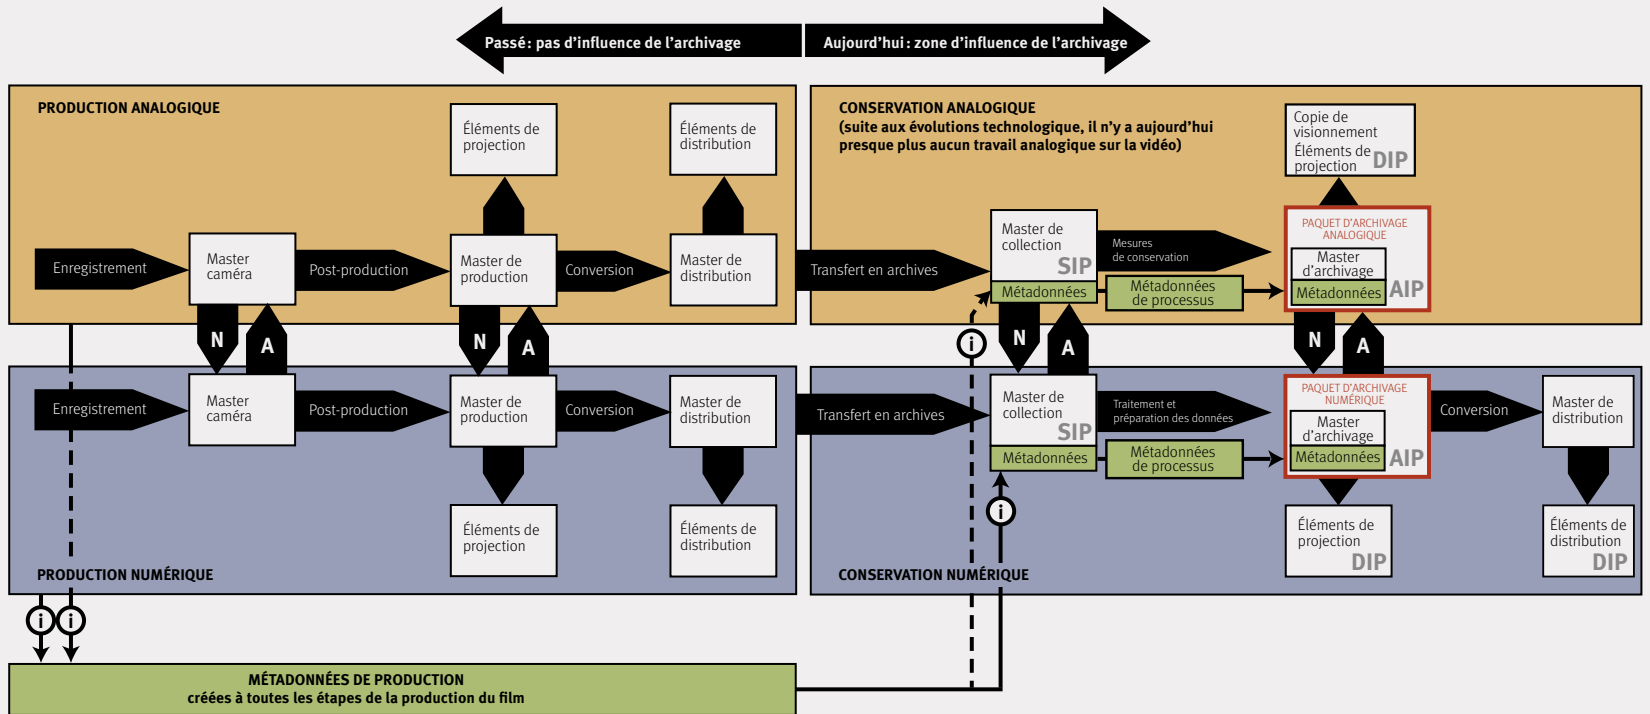 Passé : pas d’influence de l’archivage
Aujourd’hui : zone d’influence de l’archivage
PRODUCTION ANALOGIQUE
Éléments de
projection
Éléments de
distribution
Enregistrement
Master
caméra
Post-production
Master de
production
Conversion
Master de
distribution
N
A
N
A
CONSERVATION ANALOGIQUE
(suite aux évolutions technologique, il n’y a aujourd’hui
presque plus aucun travail analogique sur la vidéo)
Copie de
visionnement
Éléments de
projection
DIP
Transfert en archives
Master de
collection
SIP
Métadonnées
Mesures
de conservation
Métadonnées
de processus
PAQUET D’ARCHIVAGE
ANALOGIQUE
Master
d’archivage
Métadonnées
AIP
i
N
A
N
A
Enregistrement
Master
caméra
Post-production
Master de
production
Conversion
Master de
distribution
Éléments de
projection
Éléments de
distribution
PRODUCTION NUMÉRIQUE
Transfert en archives
Master de
collection
SIP
Métadonnées
Traitement et
préparation des données
Métadonnées
de processus
PAQUET D’ARCHIVAGE
NUMÉRIQUE
Master
d’archivage
Métadonnées
AIP
Conversion
Master de
distribution
i
Éléments de
projection
DIP
Éléments de
distribution
DIP
CONSERVATION NUMÉRIQUE
i
i
MÉTADONNÉES DE PRODUCTION
créées à toutes les étapes de la production du film